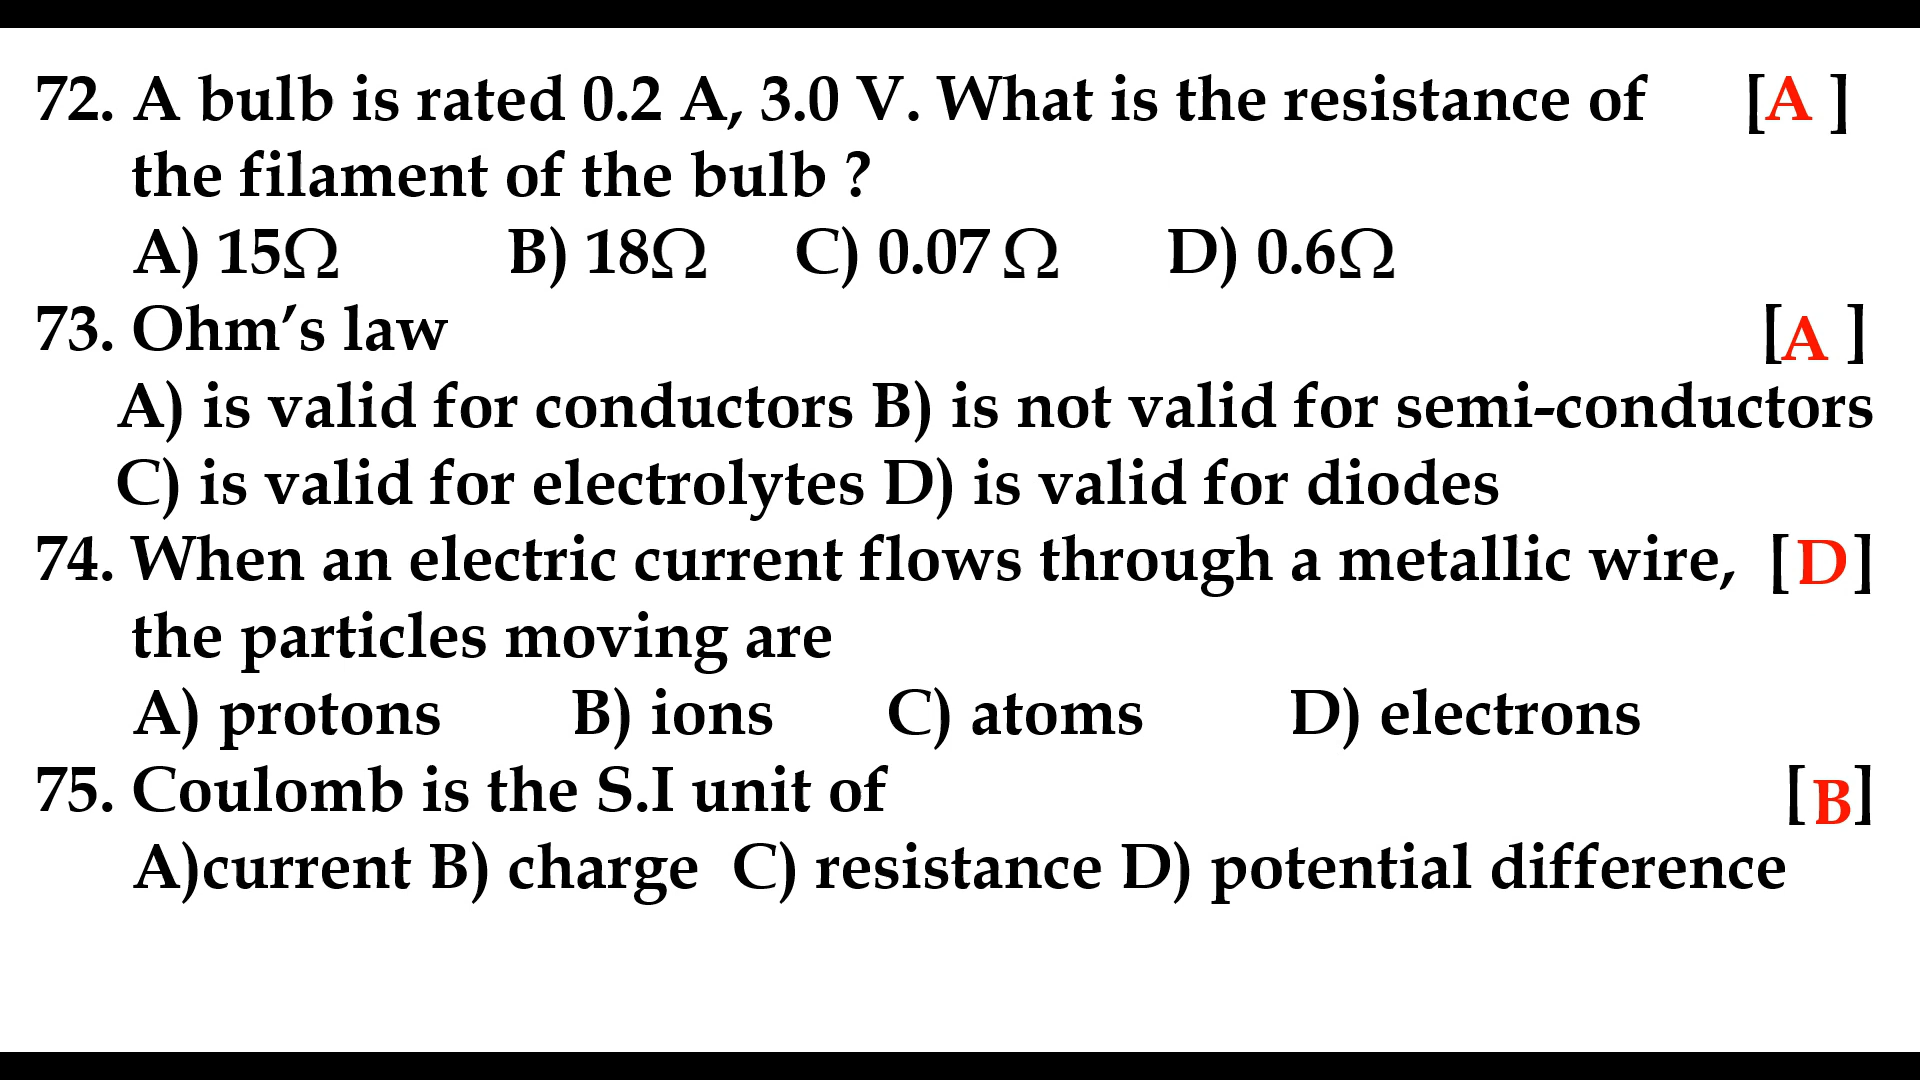 72. A bulb is rated 0.2 A, 3.0 V. What is the resistance of [A ]
the filament of the bulb ?
A) 15Ω B) 18Ω C) 0.07 Ω D) 0.6Ω
73. Ohm’s law [A ]
A) is valid for conductors B) is not valid for semi-conductors
C) is valid for electrolytes D) is valid for diodes
74. When an electric current flows through a metallic wire, [D]
the particles moving are
A) protons B) ions C) atoms D) electrons
75. Coulomb is the S.I unit of [B]
A)current B) charge C) resistance D) potential difference